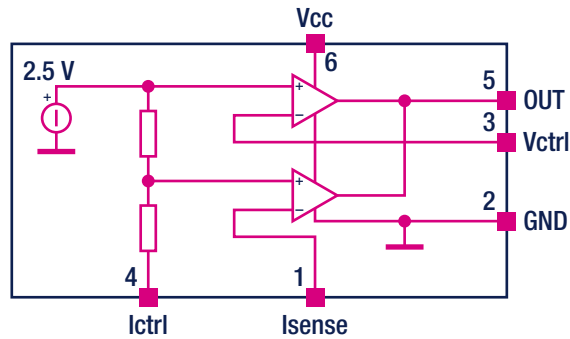 Vcc
6
2.5 V
+
+
−
5
OUT
3
Vctrl
+
−
2
GND
4
1
Ictrl
Isense